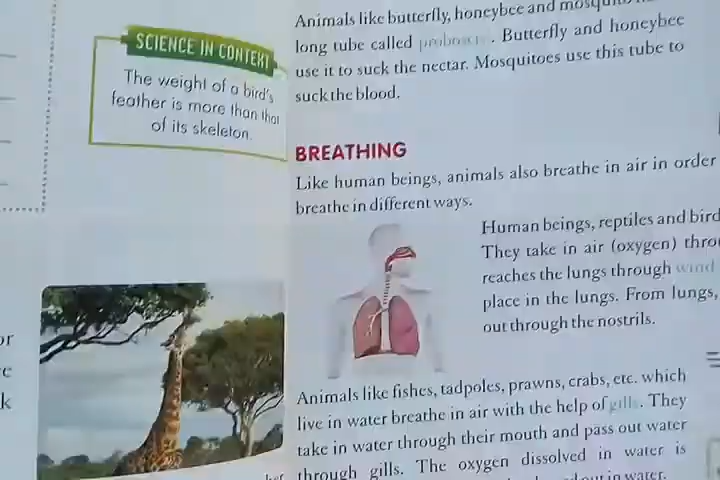 Animals like butterfly, honeybee and
long tube called proboscis. Butterfly and honeybee
use it to suck the nectar. Mosquitoes use this tube to
suck the blood.
SCIENCE IN CONTEXT
The weight of a bird's
feather is more than that
of its skeleton.
BREATHING
Like human beings, animals also breathe in air in order
breathe in different ways.
Human beings, reptiles and bird
They take in air (oxygen) thro
reaches the lungs through wind
place in the lungs. From lungs,
out through the nostrils.
or
e
k
Animals like fishes, tadpoles, prawns, crabs, etc. which
live in water breathe in air with the help of gills. They
take in water through their mouth and pass out water
through gills. The oxygen dissolved in water is
out in water.